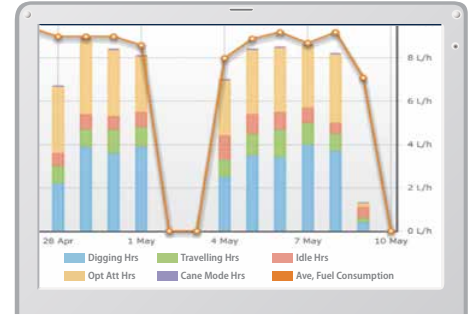 8 L/h
6 L/h
4 L/h
2 L/h
0 L/h
28 Apr 1 May 4 May 7 May 10 May
Digging Hrs Travelling Hrs Idle Hrs
Opt Att Hrs Cane Mode Hrs Ave, Fuel Consumption